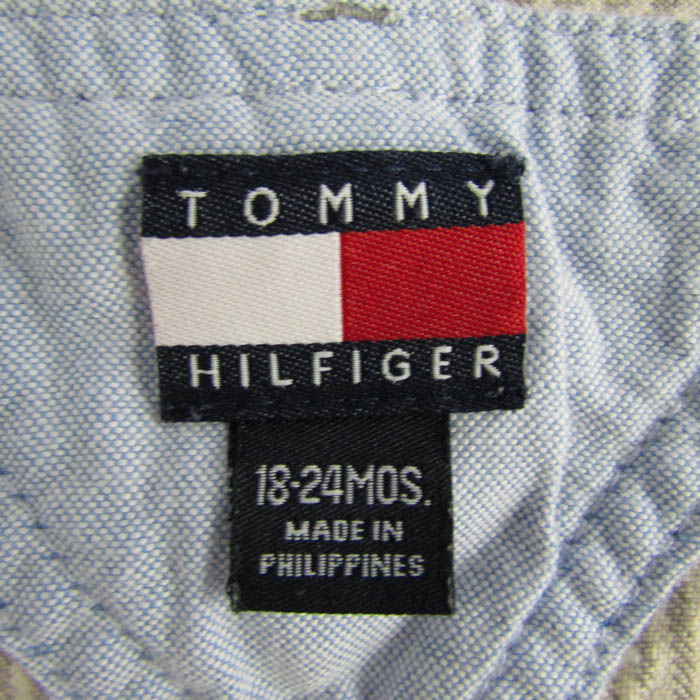 TOMMY
HILFIGER
18-24MOS.
MADE IN
PHILIPPINES